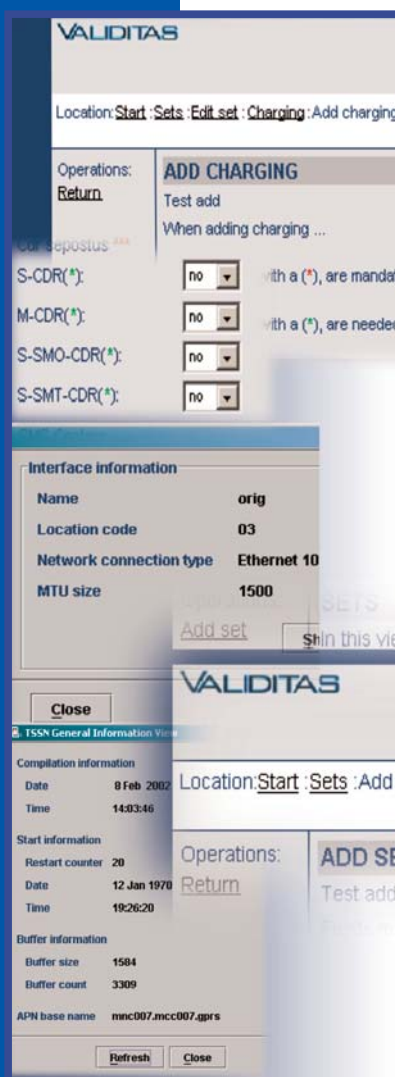 VALIDITAS
Location: Start : Sets : Edit set : Charging : Add charging
Operations:
Return
ADD CHARGING
Test add
When adding charging ...
S-CDR(*): no
with a (*), are manda
M-CDR(*): no
with a (*), are needed
S-SMO-CDR(*): no
S-SMT-CDR(*): no
Interface information
Name orig
Location code 03
Network connection type Ethernet 10
MTU size 1500
Operations:
Add set
SETS
In this vie
Close
VALIDITAS
Location: Start : Sets : Add
Operations:
Return
ADD SE
Test add
TSSN General Information View
Compilation information
Date 8 Feb 2002
Time 14:03:46
Start information
Restart counter 20
Date 12 Jan 1970
Time 19:26:20
Buffer information
Buffer size 1584
Buffer count 3309
APN base name mnc007.mcc007.gprs
Refresh Close